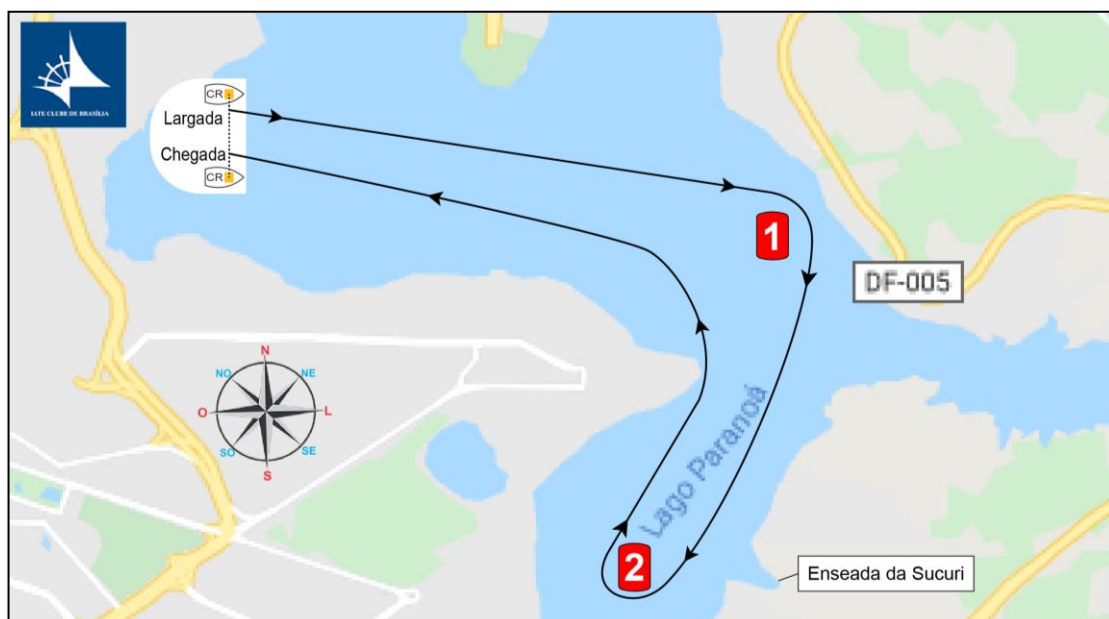 IATE CLUBE DE BRASÍLIA
CR
Largada
Chegada
CR
1
DF-005
N
NO
NE
O
L
SO
SE
S
Lago Paranoá
2
Enseada da Sucuri